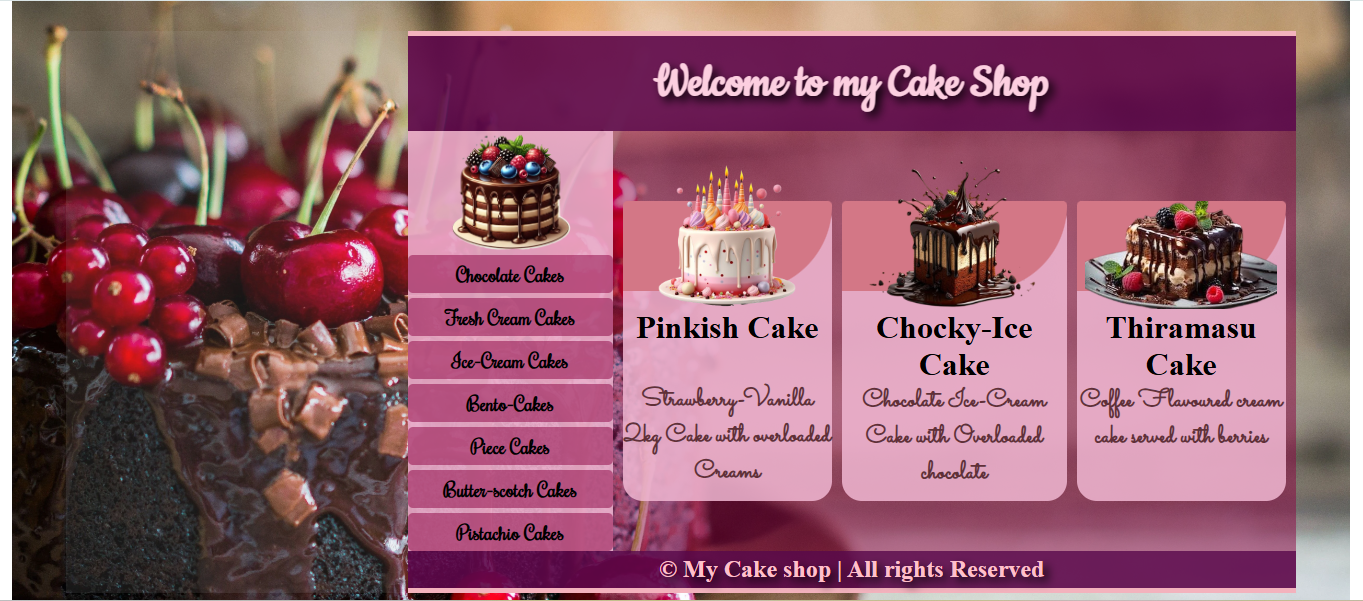 Welcome to my Cake Shop
Chocolate Cakes
Fresh Cream Cakes
Ice-Cream Cakes
Bento-Cakes
Piece Cakes
Butter-scotch Cakes
Pistachio Cakes
Pinkish Cake
Strawberry-Vanilla
2kg Cake with overloaded
Creams
Chocky-Ice
Cake
Chocolate Ice-Cream
Cake with Overloaded
chocolate
Thiramasu
Cake
Coffee Flavoured cream
cake served with berries
© My Cake shop | All rights Reserved